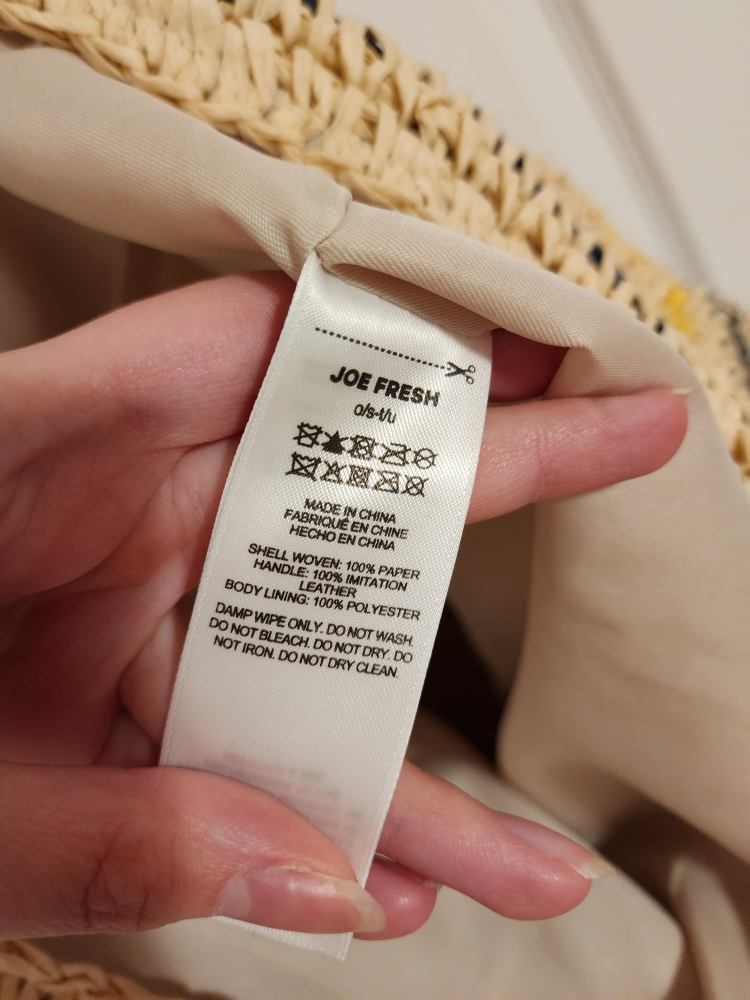 JOE FRESH
o/s-t/u
MADE IN CHINA
FABRIQUÉ EN CHINE
HECHO EN CHINA
SHELL WOVEN: 100% PAPER
HANDLE: 100% IMITATION
LEATHER
BODY LINING: 100% POLYESTER
DAMP WIPE ONLY. DO NOT WASH.
DO NOT BLEACH. DO NOT DRY. DO
NOT IRON. DO NOT DRY CLEAN.